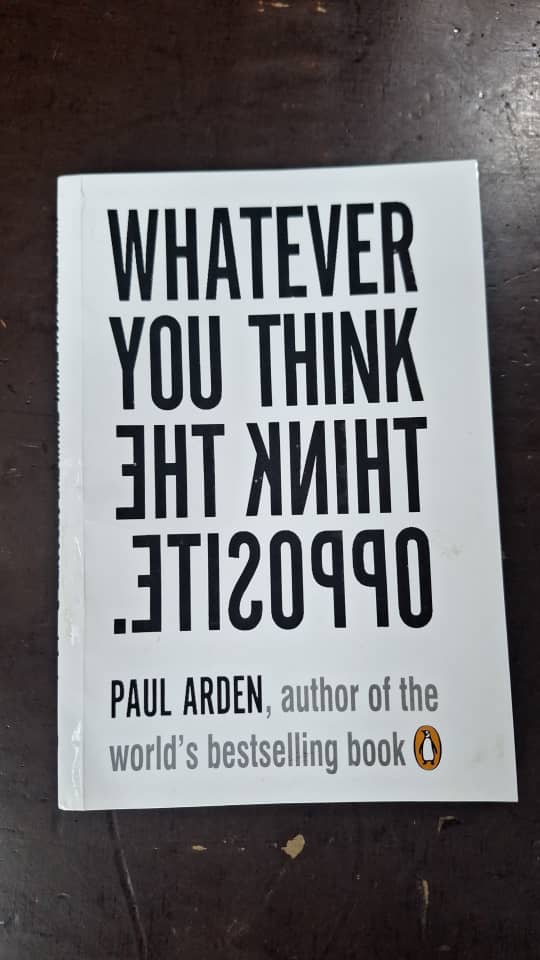 WHATEVER
YOU THINK
THINK THE
OPPOSITE.
PAUL ARDEN, author of the
world's bestselling book